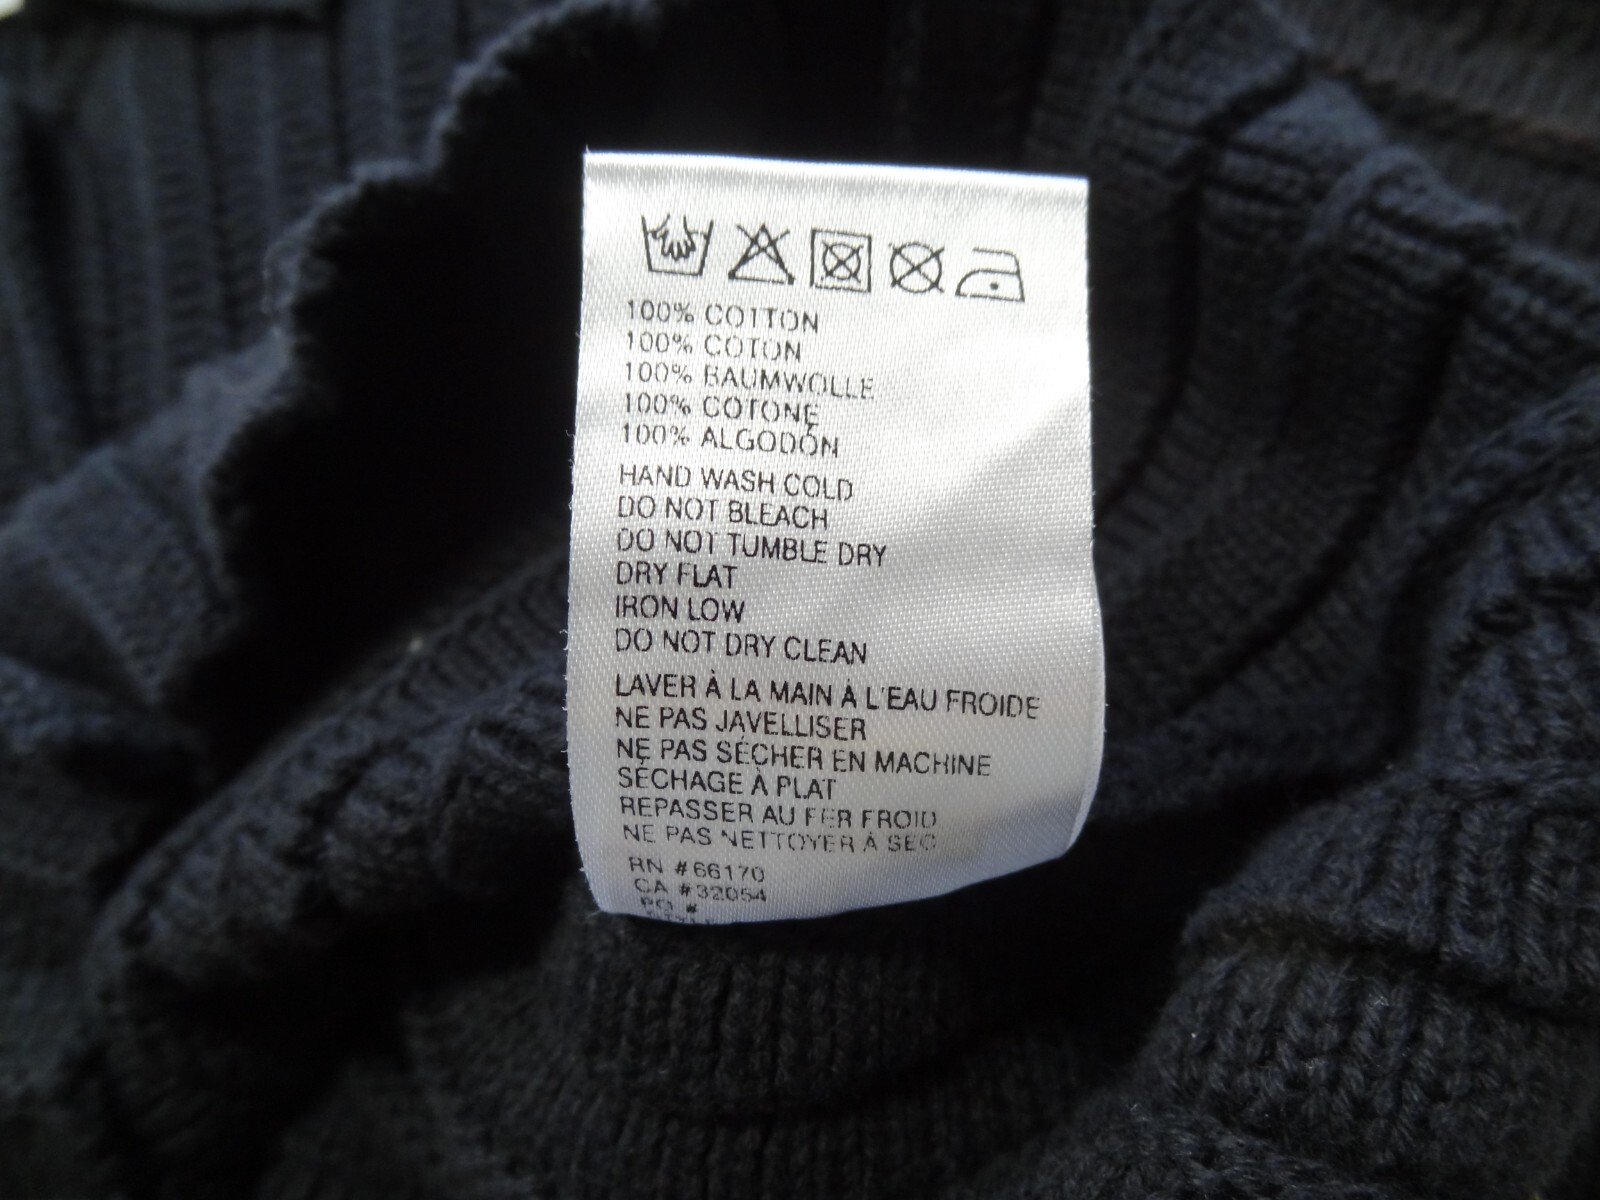 100% COTTON
100% COTON
100% BAUMWOLLE
100% COTONE
100% ALGODÓN
HAND WASH COLD
DO NOT BLEACH
DO NOT TUMBLE DRY
DRY FLAT
IRON LOW
DO NOT DRY CLEAN
LAVER À LA MAIN À L'EAU FROIDE
NE PAS JAVELLISER
NE PAS SÉCHER EN MACHINE
SÉCHAGE À PLAT
REPASSER AU FER FROID
NE PAS NETTOYER À SEC
RN #66170
CA #32054
PO #